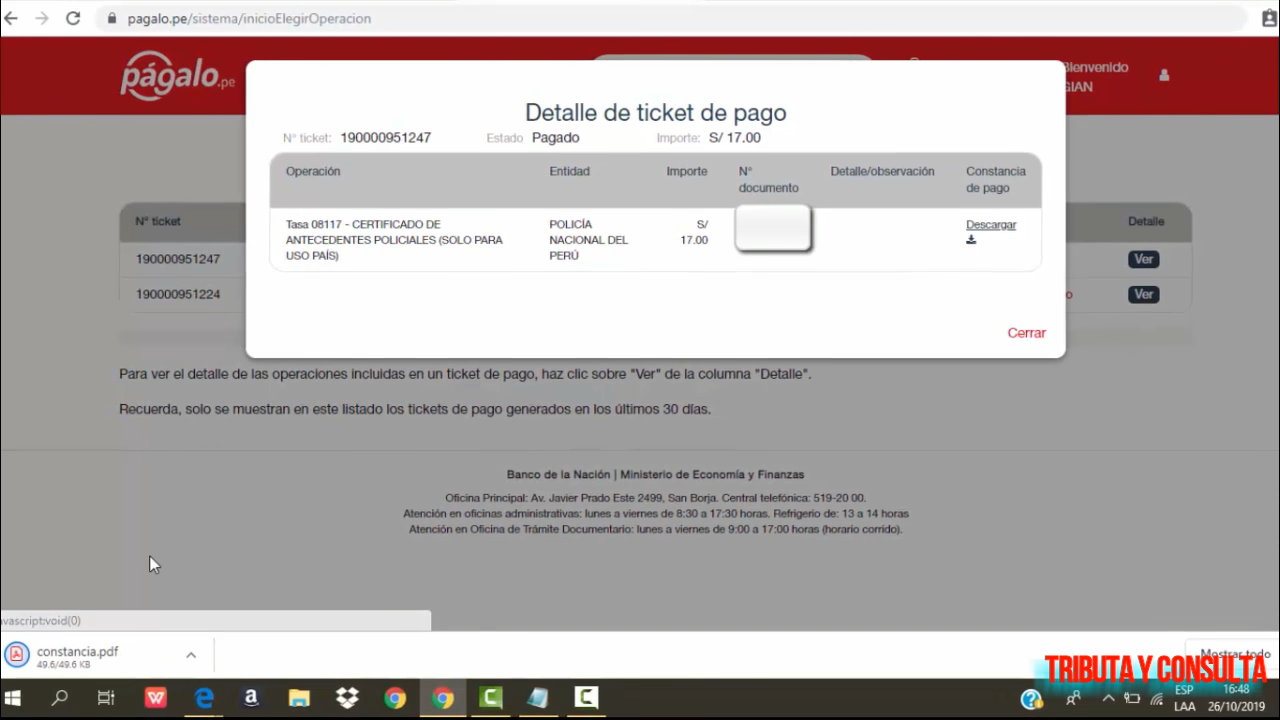 pagalo.pe/sistema/inicioElegirOperacion
págalo.pe
Bienvenido
GIAN
Detalle de ticket de pago
N° ticket: 190000951247 Estado Pagado Importe: S/ 17.00
Operación Entidad Importe N° documento Detalle/observación Constancia de pago
Tasa 08117 - CERTIFICADO DE
ANTECEDENTES POLICIALES (SOLO PARA
USO PAÍS)
POLICÍA
NACIONAL DEL
PERÚ
S/
17.00
Descargar
Cerrar
N° ticket Detalle
190000951247 Ver
190000951224 Ver
Para ver el detalle de las operaciones incluidas en un ticket de pago, haz clic sobre "Ver" de la columna "Detalle".
Recuerda, solo se muestran en este listado los tickets de pago generados en los últimos 30 días.
Banco de la Nación | Ministerio de Economía y Finanzas
Oficina Principal: Av. Javier Prado Este 2499, San Borja. Central telefónica: 519-20 00.
Atención en oficinas administrativas: lunes a viernes de 8:30 a 17:30 horas. Refrigerio de: 13 a 14 horas
Atención en Oficina de Trámite Documentario: lunes a viernes de 9:00 a 17:00 horas (horario corrido).
avascript:void(0)
constancia.pdf
49.6/49.6 KB
Mostrar todo
TRIBUTA Y CONSULTA
ESP 16:48
LAA 26/10/2019